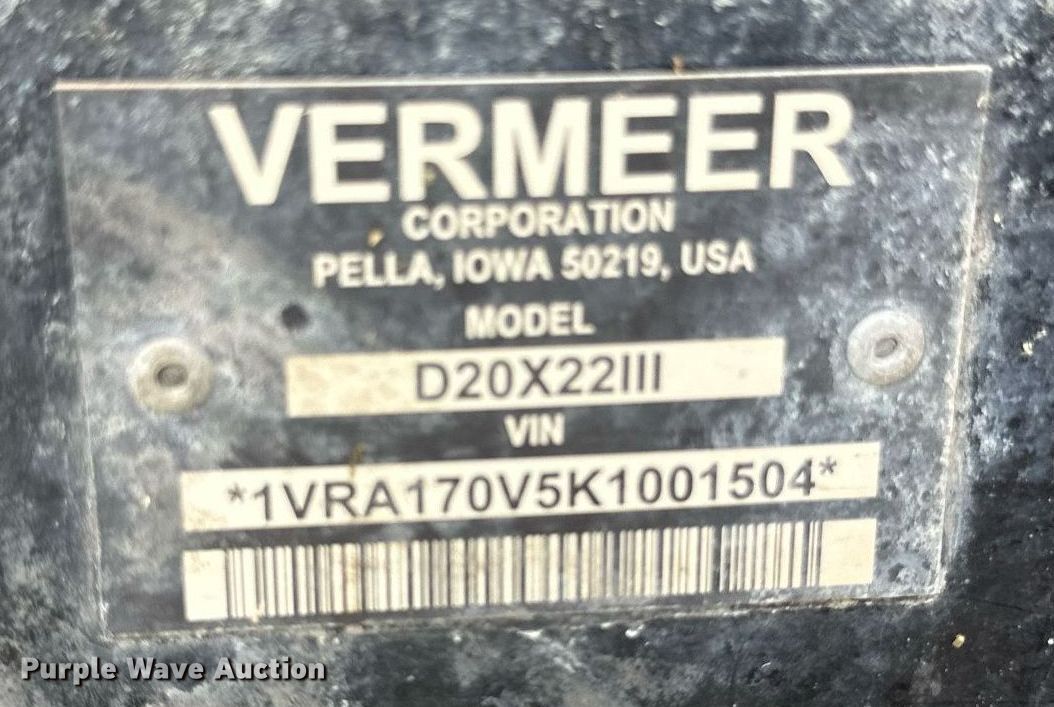 VERMEER
CORPORATION
PELLA, IOWA 50219, USA
MODEL
D20X22III
VIN
*1VRA170V5K1001504*
Purple Wave Auction